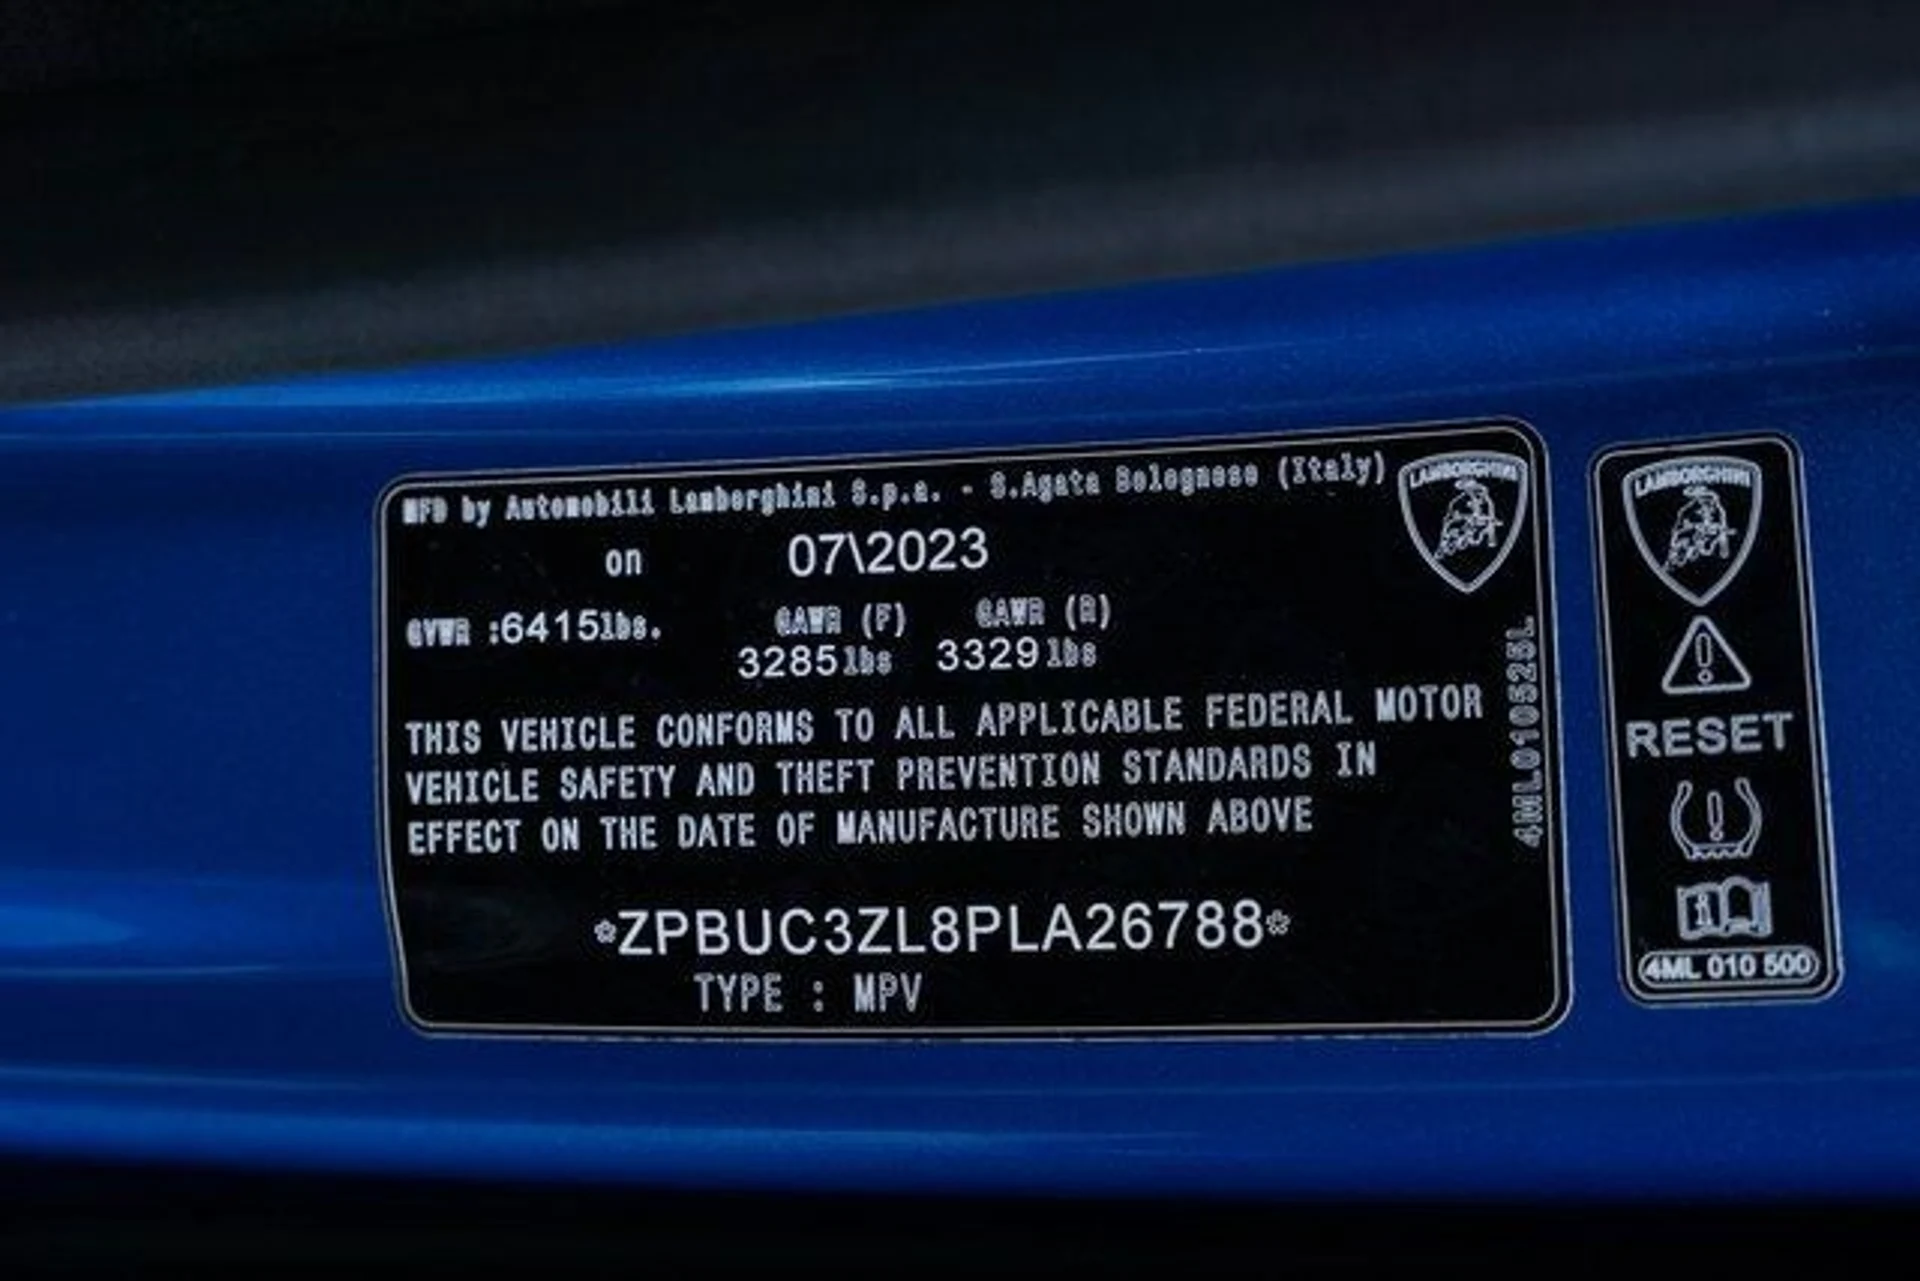 MFD by Automobili Lamborghini S.p.a. - S.Agata Bolognese (Italy)
on 07\2023
GVWR :6415lbs. GAWR (F) GAWR (R)
3285lbs 3329lbs
THIS VEHICLE CONFORMS TO ALL APPLICABLE FEDERAL MOTOR
VEHICLE SAFETY AND THEFT PREVENTION STANDARDS IN
EFFECT ON THE DATE OF MANUFACTURE SHOWN ABOVE
*ZPBUC3ZL8PLA26788*
TYPE : MPV
LAMBORGHINI
4ML010525L
LAMBORGHINI
RESET
4ML 010 500